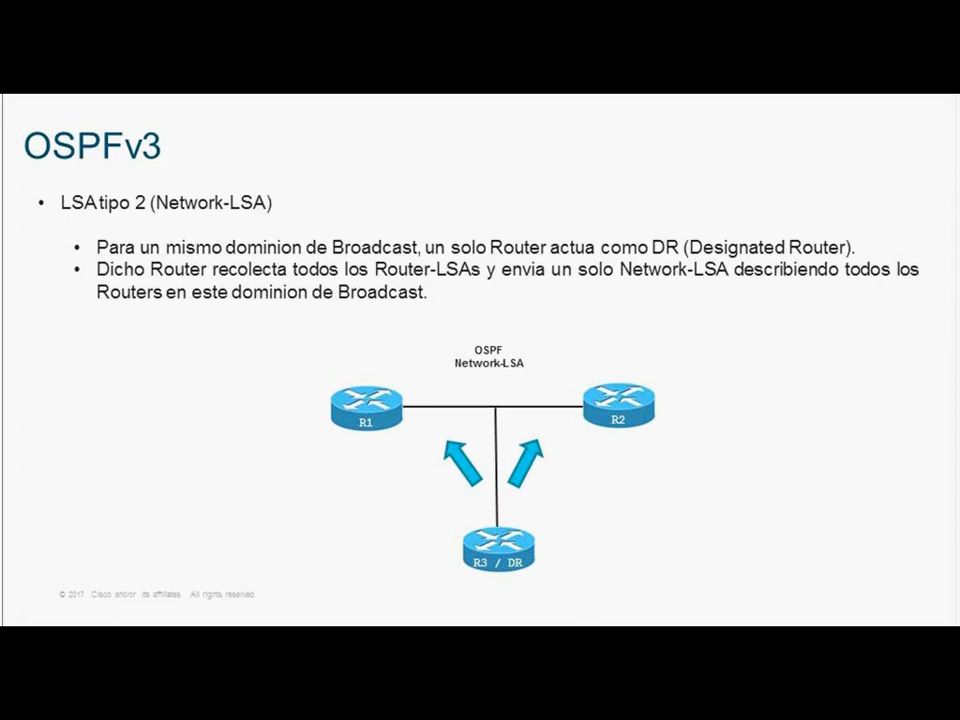 OSPFv3
• LSA tipo 2 (Network-LSA)
• Para un mismo dominion de Broadcast, un solo Router actua como DR (Designated Router).
• Dicho Router recolecta todos los Router-LSAs y envia un solo Network-LSA describiendo todos los
Routers en este dominion de Broadcast.
OSPF
Network-LSA
R1
R2
R3 / DR
© 2017 Cisco and/or its affiliates. All rights reserved